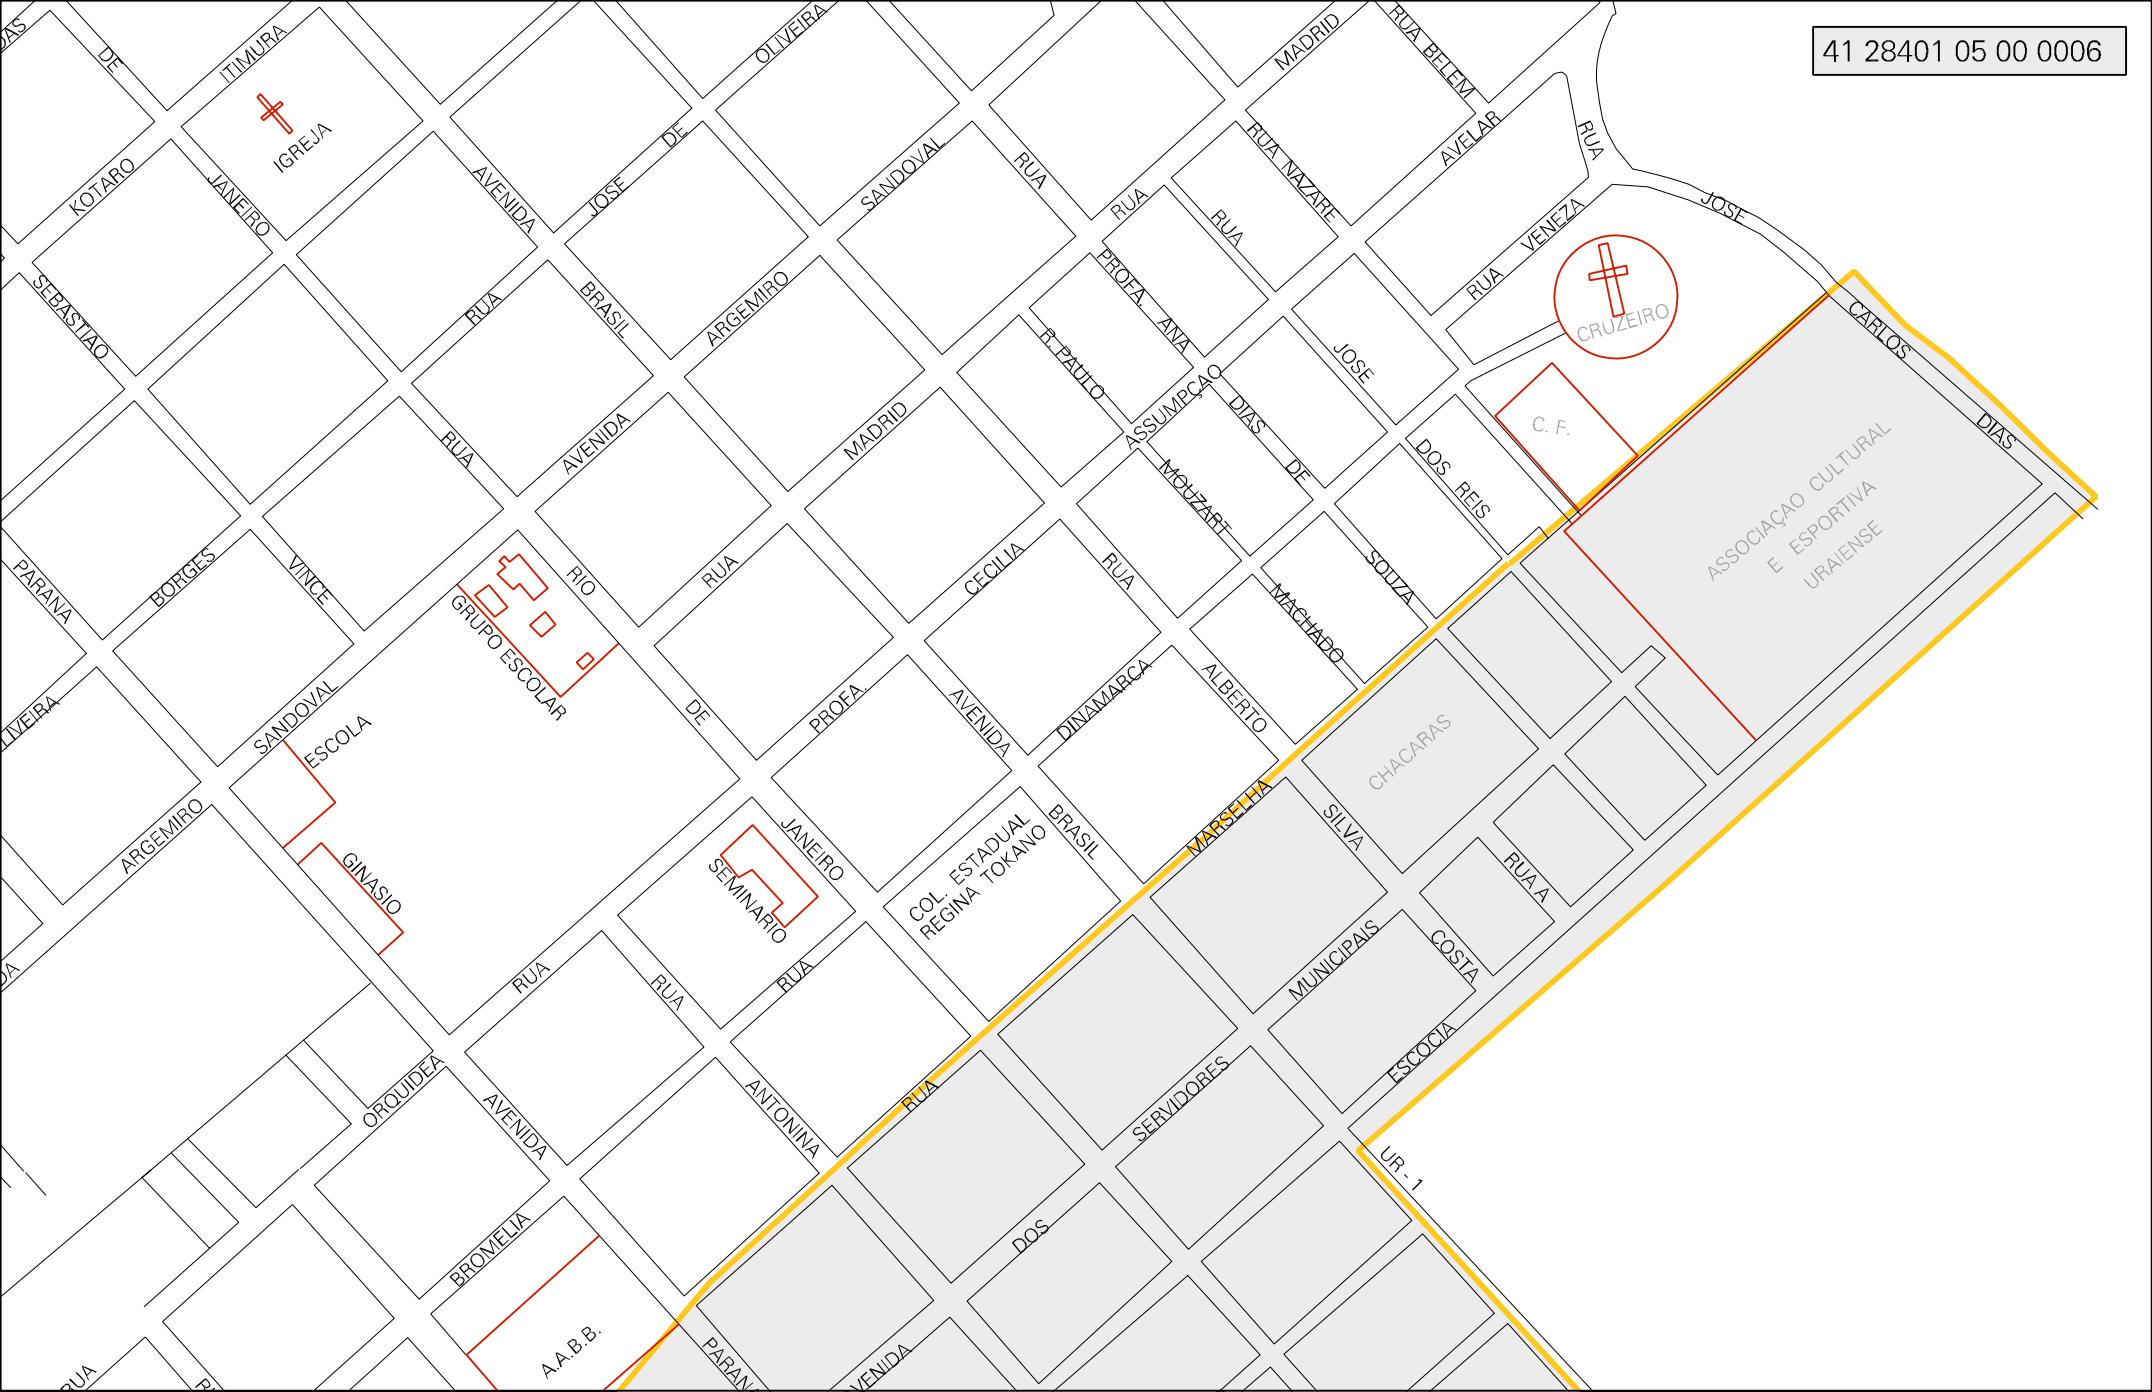 41 28401 05 00 0006
DE
ITIMURA
OLIVEIRA
MADRID
RUA BELEM
IGREJA
KOTARO
JANEIRO
AVENIDA
JOSE
DE
SANDOVAL
RUA
RUA
RUA NAZARE
AVELAR
RUA
JOSE
RUA
VENEZA
RUA
CRUZEIRO
CARLOS
DIAS
SEBASTIAO
RUA
BRASIL
ARGEMIRO
PROFA. ANA
R. PAULO
JOSE
ASSUMPÇAO
DIAS
DE
DOS REIS
C. F.
ASSOCIAÇAO CULTURAL
E ESPORTIVA
URAIENSE
RUA
AVENIDA
MADRID
MOUZART
SOUZA
MACHADO
PARANA
BORGES
VINCE
RIO
RUA
CECILIA
RUA
GRUPO ESCOLAR
SANDOVAL
ESCOLA
DE
PROFA.
AVENIDA
DINAMARCA
ALBERTO
CHACARAS
ARGEMIRO
GINASIO
SEMINARIO
JANEIRO
COL. ESTADUAL
REGINA TOKANO
BRASIL
MARSELHA
SILVA
RUA A
RUA
RUA
RUA
MUNICIPAIS
COSTA
ESCOCIA
ORQUIDEA
AVENIDA
ANTONINA
RUA
SERVIDORES
UR - 1
BROMELIA
DOS
A.A.B.B.
PARANA
VENIDA
RUA
LIVEIRA